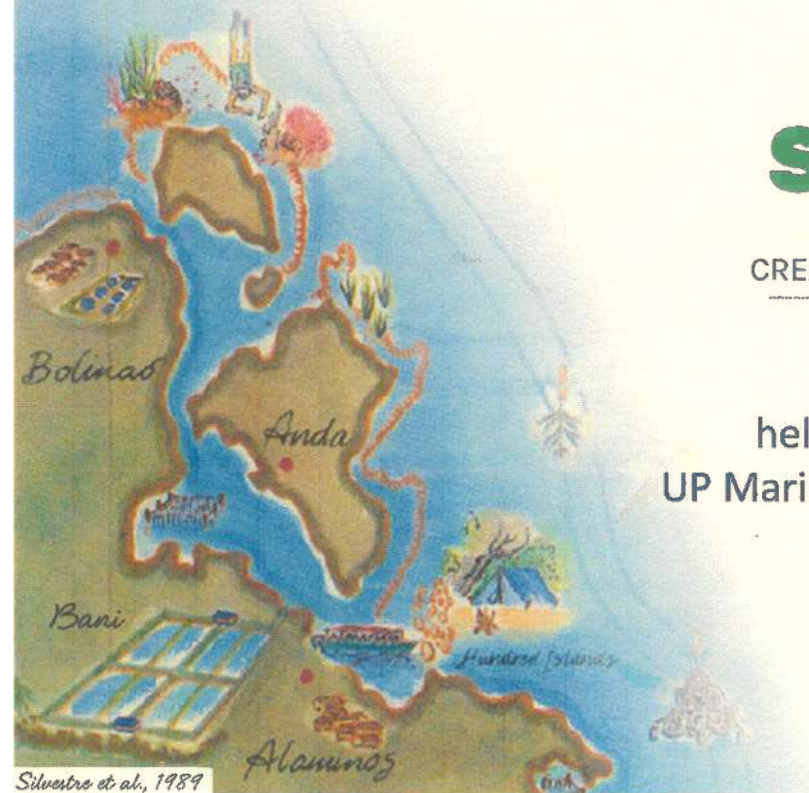 S
CRE
hel
UP Mari
Bolinao
Anda
Bani
Hundred Islands
Alaminos
Silvestre et al., 1989